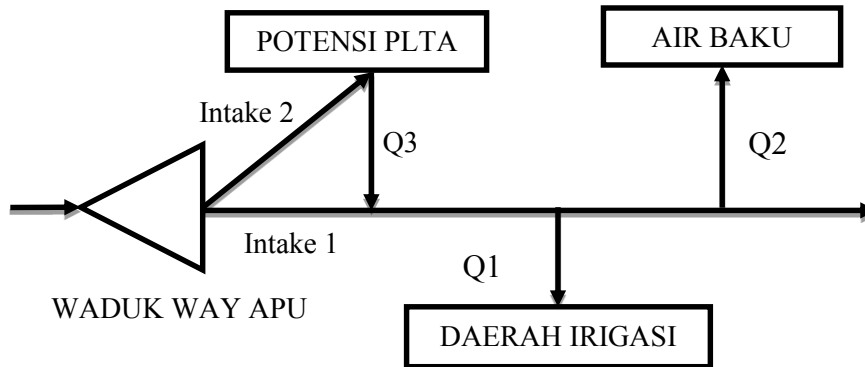 POTENSI PLTA
AIR BAKU
Intake 2
Q3
Q2
Intake 1
Q1
WADUK WAY APU
DAERAH IRIGASI